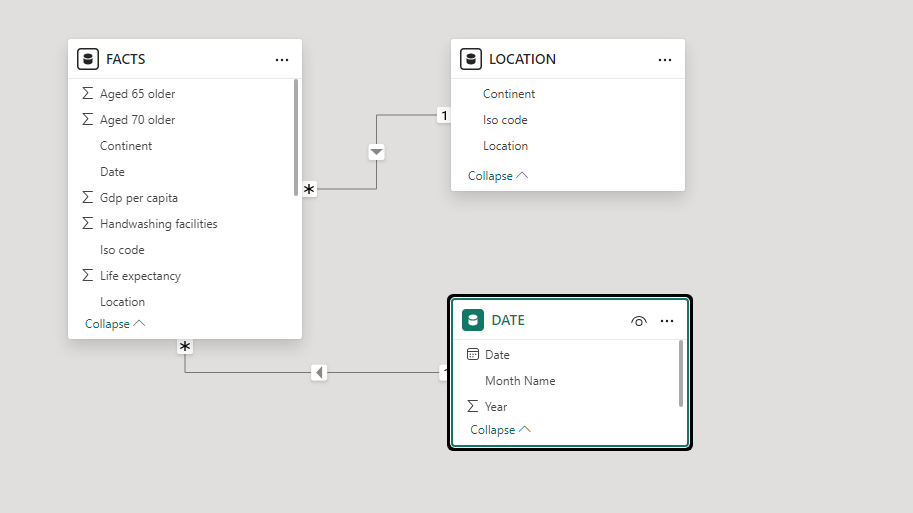 FACTS
Aged 65 older
Aged 70 older
Continent
Date
Gdp per capita
Handwashing facilities
Iso code
Life expectancy
Location
Collapse
*
1
LOCATION
Continent
Iso code
Location
Collapse
*
1
DATE
Date
Month Name
Year
Collapse